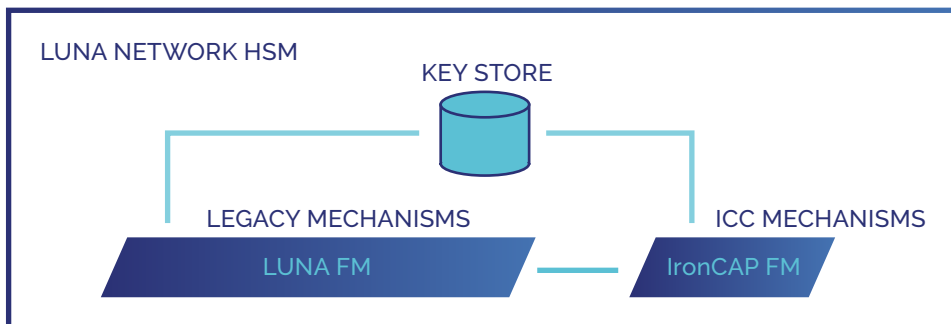 LUNA NETWORK HSM
KEY STORE
LEGACY MECHANISMS
ICC MECHANISMS
LUNA FM
IronCAP FM